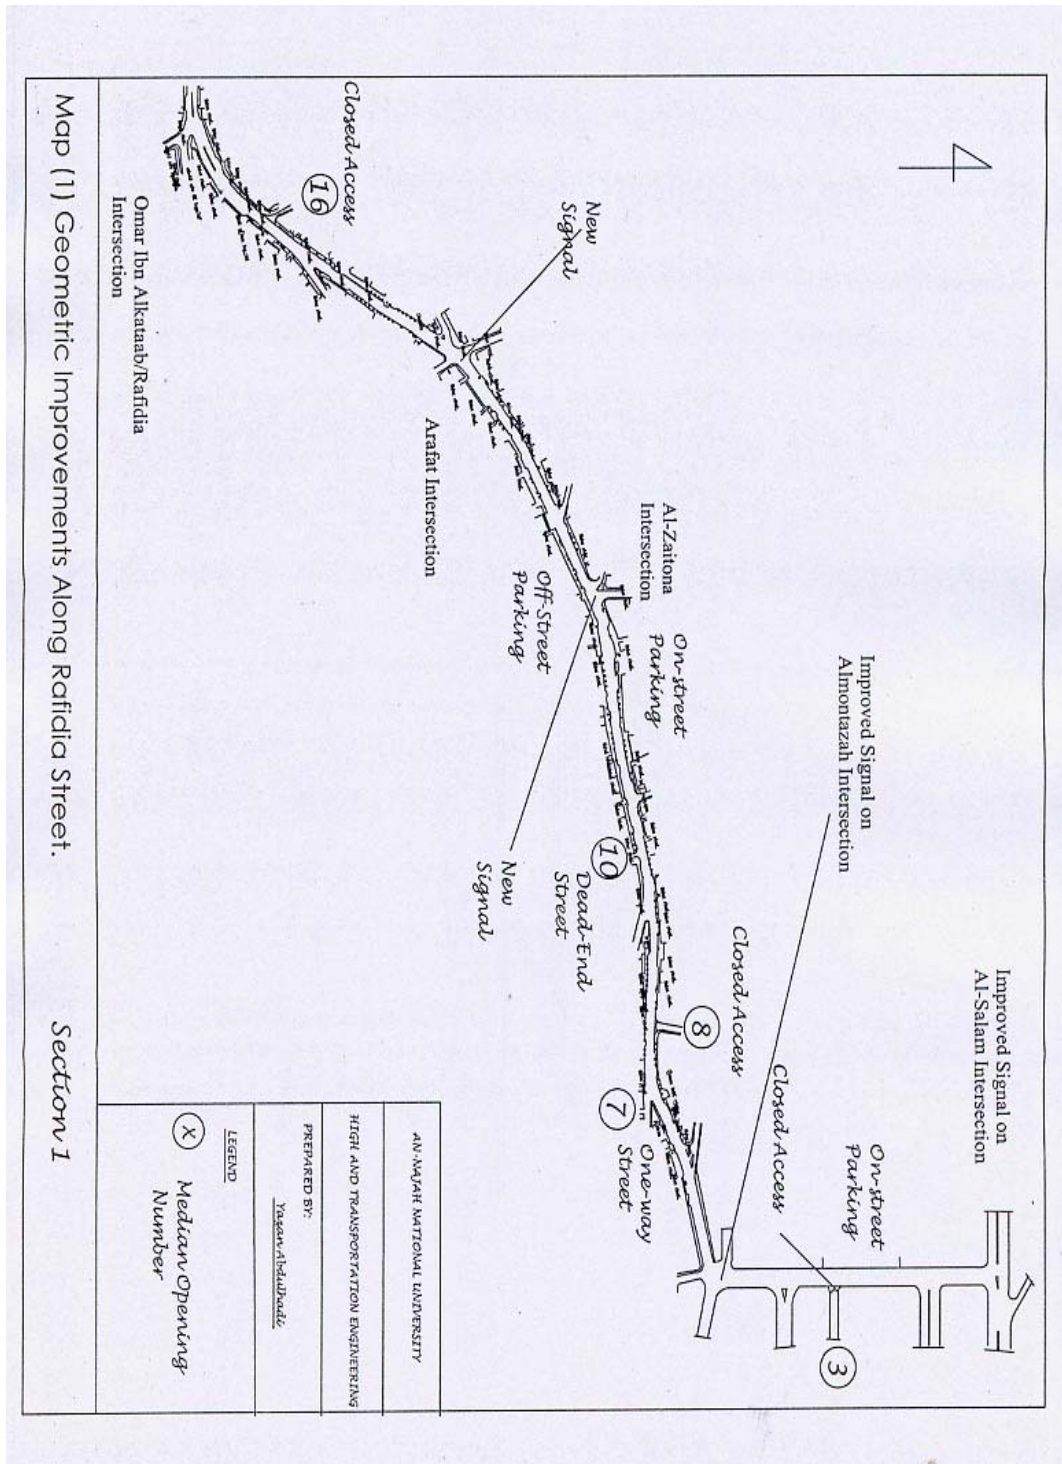 Closed Access
16
Omar Ibn Alkataab/Rafidia
Intersection
New
Signal
Arafat Intersection
Al-Zaitona
Intersection
Off-Street
Parking
On-street
Parking
Improved Signal on
Almontazah Intersection
10
Dead-End
Street
New
Signal
Closed Access
8
7
One-way
Street
Closed Access
Improved Signal on
Al-Salam Intersection
On-street
Parking
3
AN-NAJAH NATIONAL UNIVERSITY
HIGH AND TRANSPORTATION ENGINEERING
PREPARED BY:
Yazan Abdulhadi
LEGEND
X
Median Opening
Number
Map (1) Geometric Improvements Along Rafidia Street.
Section 1